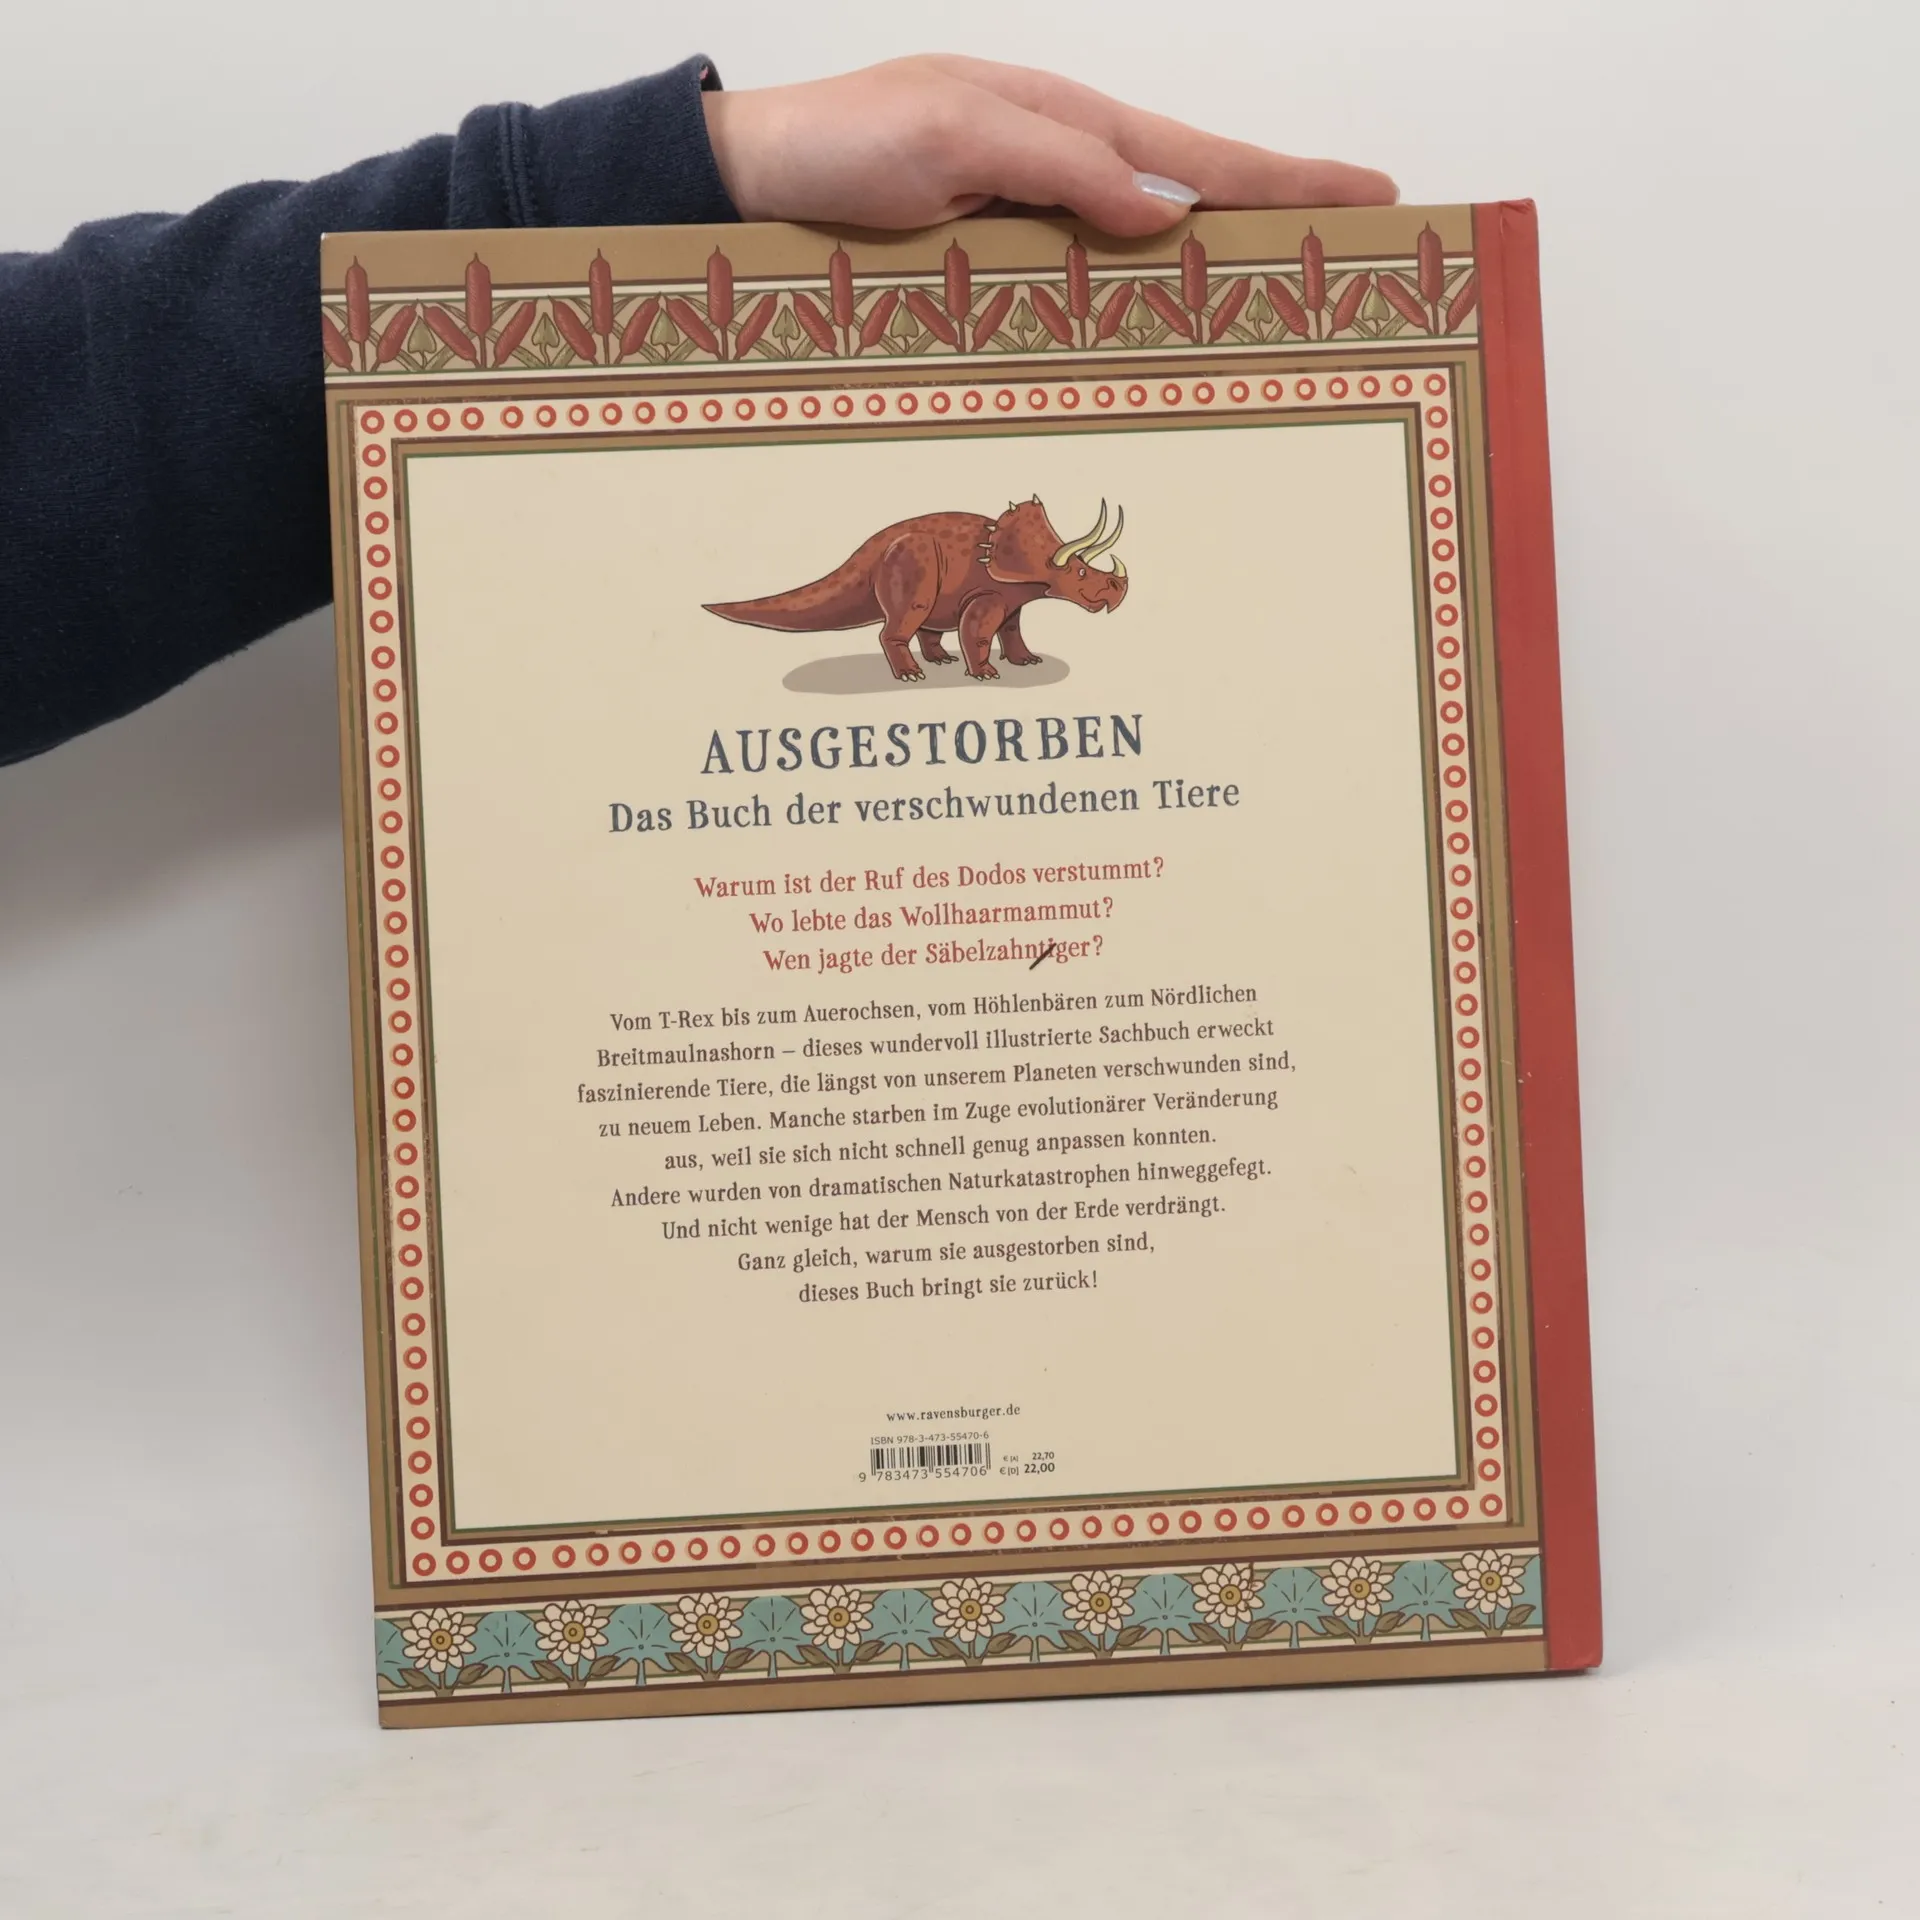 AUSGESTORBEN
Das Buch der verschwundenen Tiere
Warum ist der Ruf des Dodos verstummt?
Wo lebte das Wollhaarmammut?
Wen jagte der Säbelzahntiger?
Vom T-Rex bis zum Auerochsen, vom Höhlenbären zum Nördlichen
Breitmaulnashorn – dieses wundervoll illustrierte Sachbuch erweckt
faszinierende Tiere, die längst von unserem Planeten verschwunden sind,
zu neuem Leben. Manche starben im Zuge evolutionärer Veränderung
aus, weil sie sich nicht schnell genug anpassen konnten.
Andere wurden von dramatischen Naturkatastrophen hinweggefegt.
Und nicht wenige hat der Mensch von der Erde verdrängt.
Ganz gleich, warum sie ausgestorben sind,
dieses Buch bringt sie zurück!
www.ravensburger.de
ISBN 978-3-473-55470-6
€ [A] 22,70
9 783473 554706 € [D] 22,00